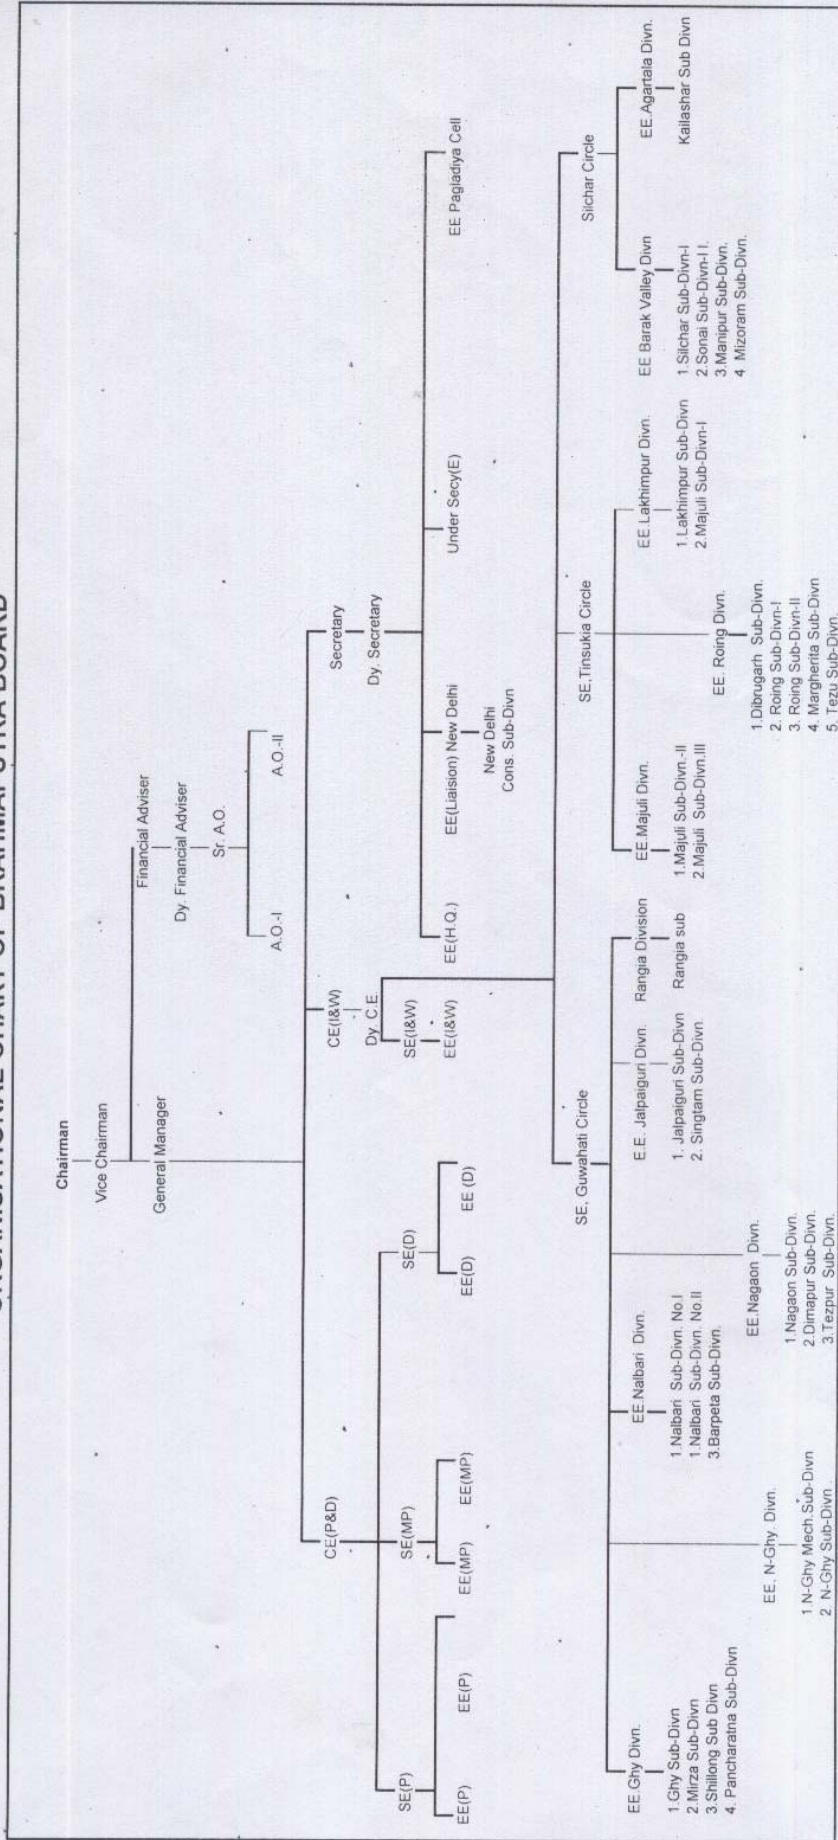 ORGANISATIONAL CHART OF BRAHMAPUTRA BOARD
Chairman
Vice Chairman
General Manager
Financial Adviser
Dy. Financial Adviser
Sr. A.O.
A.O.-I
A.O.-II
CE(P&D)
CE(I&W)
Secretary
Dy. C.E.
Dy. Secretary
SE(P)
SE(MP)
SE(D)
SE(I&W)
EE(P)
EE(P)
EE(MP)
EE(MP)
EE(D)
EE (D)
EE(I&W)
EE(H.Q.)
EE(Liaision) New Delhi
Under Secy(E)
EE Pagladiya Cell
New Delhi
Cons. Sub-Divn
SE, Guwahati Circle
SE,Tinsukia Circle
Silchar Circle
EE.Ghy Divn.
1.Ghy Sub-Divn
2.Mirza Sub-Divn
3.Shillong Sub Divn
4. Pancharatna Sub-Divn
EE. N-Ghy. Divn.
1.N-Ghy Mech.Sub-Divn
2. N-Ghy Sub-Divn.
EE.Nalbari Divn.
1.Nalbari Sub-Divn. No.I
1.Nalbari Sub-Divn. No.II
3.Barpeta Sub-Divn.
EE.Nagaon Divn.
1.Nagaon Sub-Divn.
2.Dimapur Sub-Divn.
3.Tezpur Sub-Divn.
E.E. Jalpaiguri Divn.
1. Jalpaiguri Sub-Divn
2. Singtam Sub-Divn.
Rangia Division
Rangia sub
EE.Majuli Divn.
1.Majuli Sub-Divn.-II
2.Majuli Sub-Divn.III
EE. Roing Divn.
1.Dibrugarh Sub-Divn.
2. Roing Sub-Divn-I
3. Roing Sub-Divn-II
4. Margherita Sub-Divn
5. Tezu Sub-Divn.
EE.Lakhimpur Divn.
1.Lakhimpur Sub-Divn
2.Majuli Sub-Divn-I
EE Barak Valley Divn
1.Silchar Sub-Divn-I
2.Sonai Sub-Divn-I I.
3.Manipur Sub-Divn.
4 Mizoram Sub-Divn.
EE.Agartala Divn.
Kailashar Sub Divn